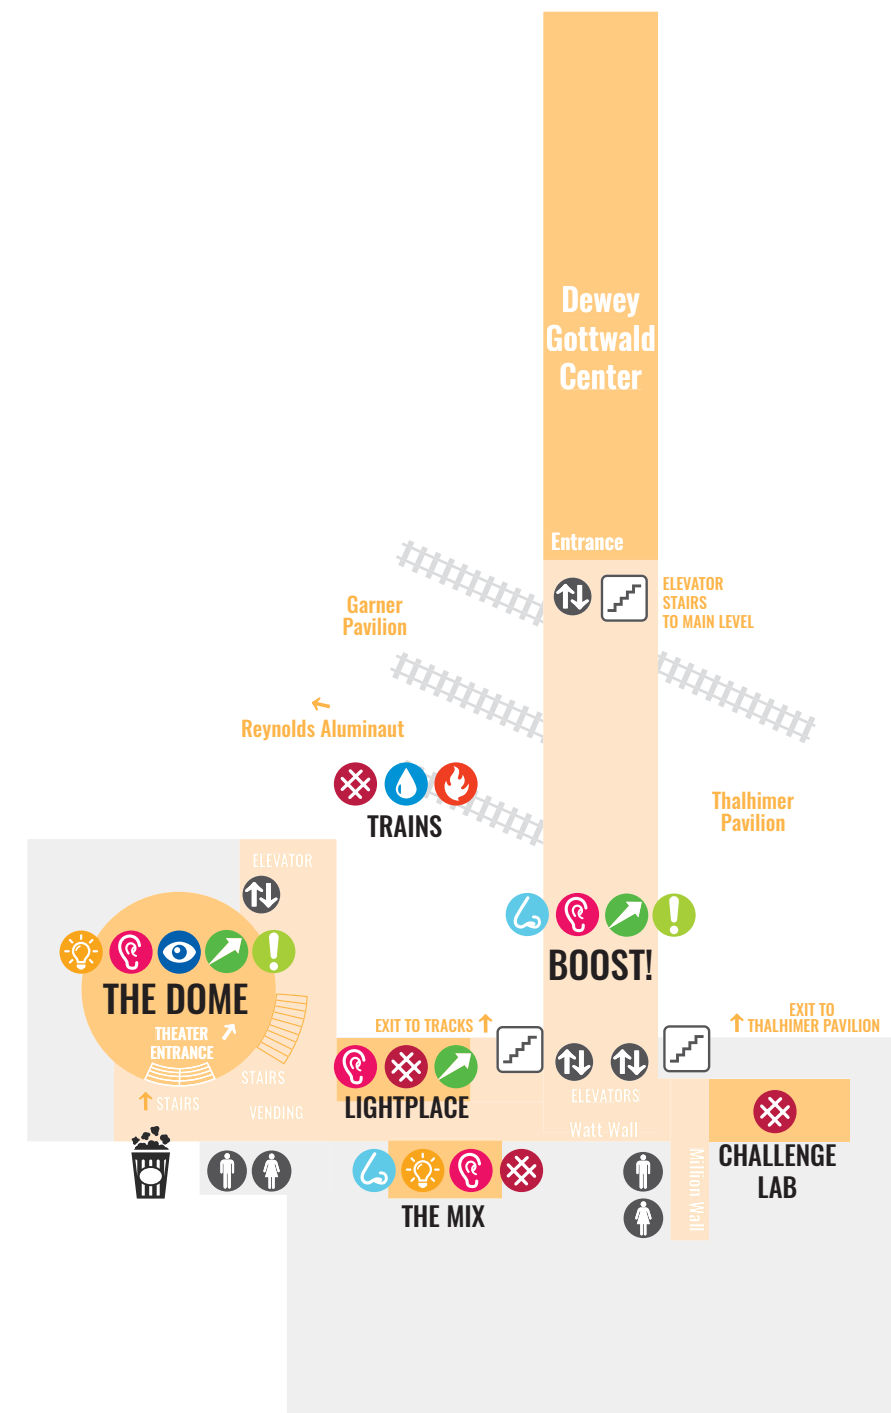 Dewey
Gottwald
Center
Entrance
ELEVATOR
STAIRS
TO MAIN LEVEL
Garner
Pavilion
Reynolds Aluminaut
TRAINS
Thalhimer
Pavilion
ELEVATOR
BOOST!
THE DOME
THEATER
ENTRANCE
STAIRS
STAIRS
VENDING
EXIT TO TRACKS
LIGHTPLACE
ELEVATORS
Watt Wall
EXIT TO
THALHIMER PAVILION
Million Wall
CHALLENGE
LAB
THE MIX